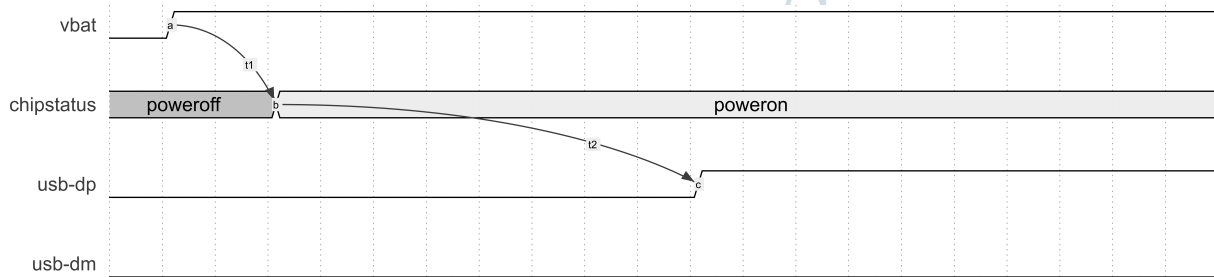 vbat
a
t1
chipstatus
poweroff
b
poweron
t2
usb-dp
c
usb-dm